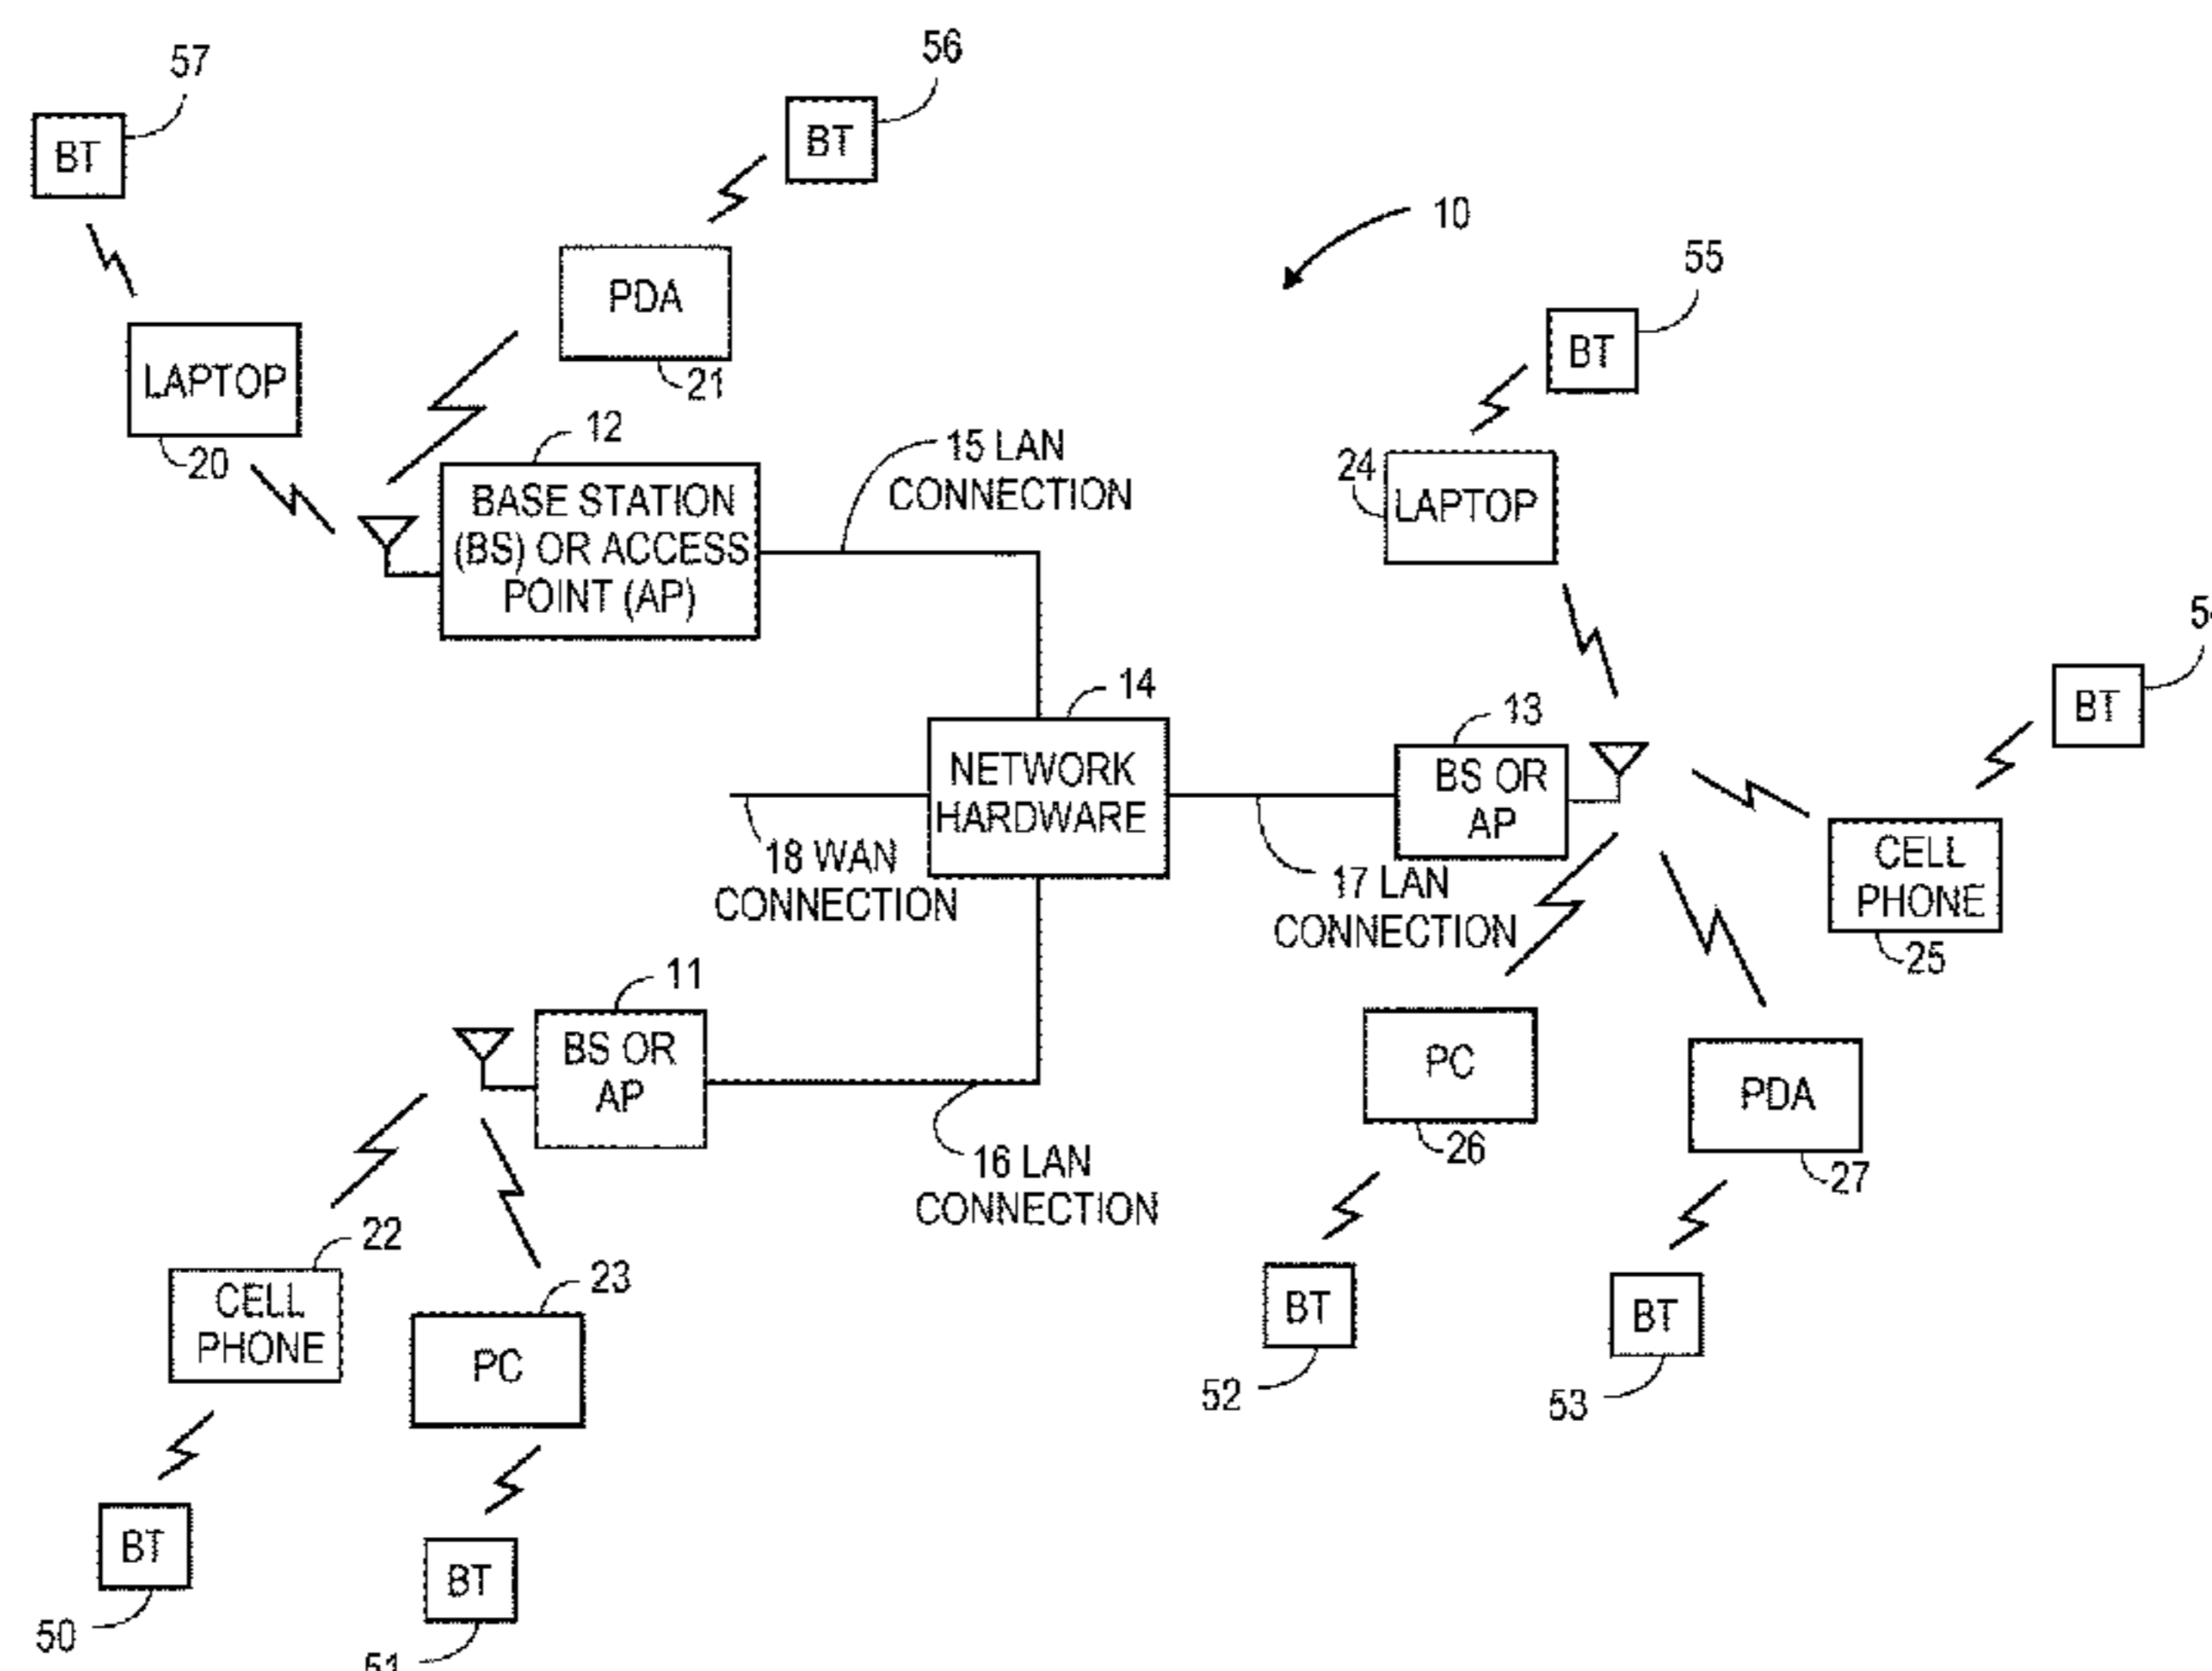 57
BT
56
BT
10
PDA
21
55
BT
LAPTOP
20
12
BASE STATION
(BS) OR ACCESS
POINT (AP)
15 LAN
CONNECTION
24
LAPTOP
BT
14
NETWORK
HARDWARE
13
BS OR
AP
18 WAN
CONNECTION
17 LAN
CONNECTION
CELL
PHONE
25
11
BS OR
AP
16 LAN
CONNECTION
PC
26
PDA
27
22
CELL
PHONE
23
PC
BT
52
BT
53
BT
50
BT
51